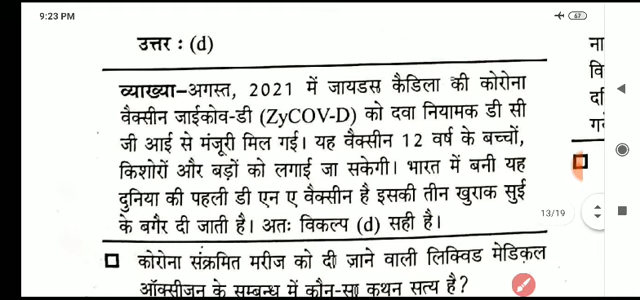 9:23 PM
67
उत्तर : (d)
व्याख्या–अगस्त, 2021 में जायडस कैडिला की कोरोना
वैक्सीन जाईकोव-डी (ZyCOV-D) को दवा नियामक डी सी
जी आई से मंजूरी मिल गई। यह वैक्सीन 12 वर्ष के बच्चों,
किशोरों और बड़ों को लगाई जा सकेगी। भारत में बनी यह
दुनिया की पहली डी एन ए वैक्सीन है इसकी तीन खुराक सुई
के बगैर दी जाती है। अतः विकल्प (d) सही है।
कोरोना संक्रमित मरीज को दी जाने वाली लिक्विड मेडिकल
ऑक्सीजन के सम्बन्ध में कौन-सा कथन सत्य है?
ना
वि
13/19